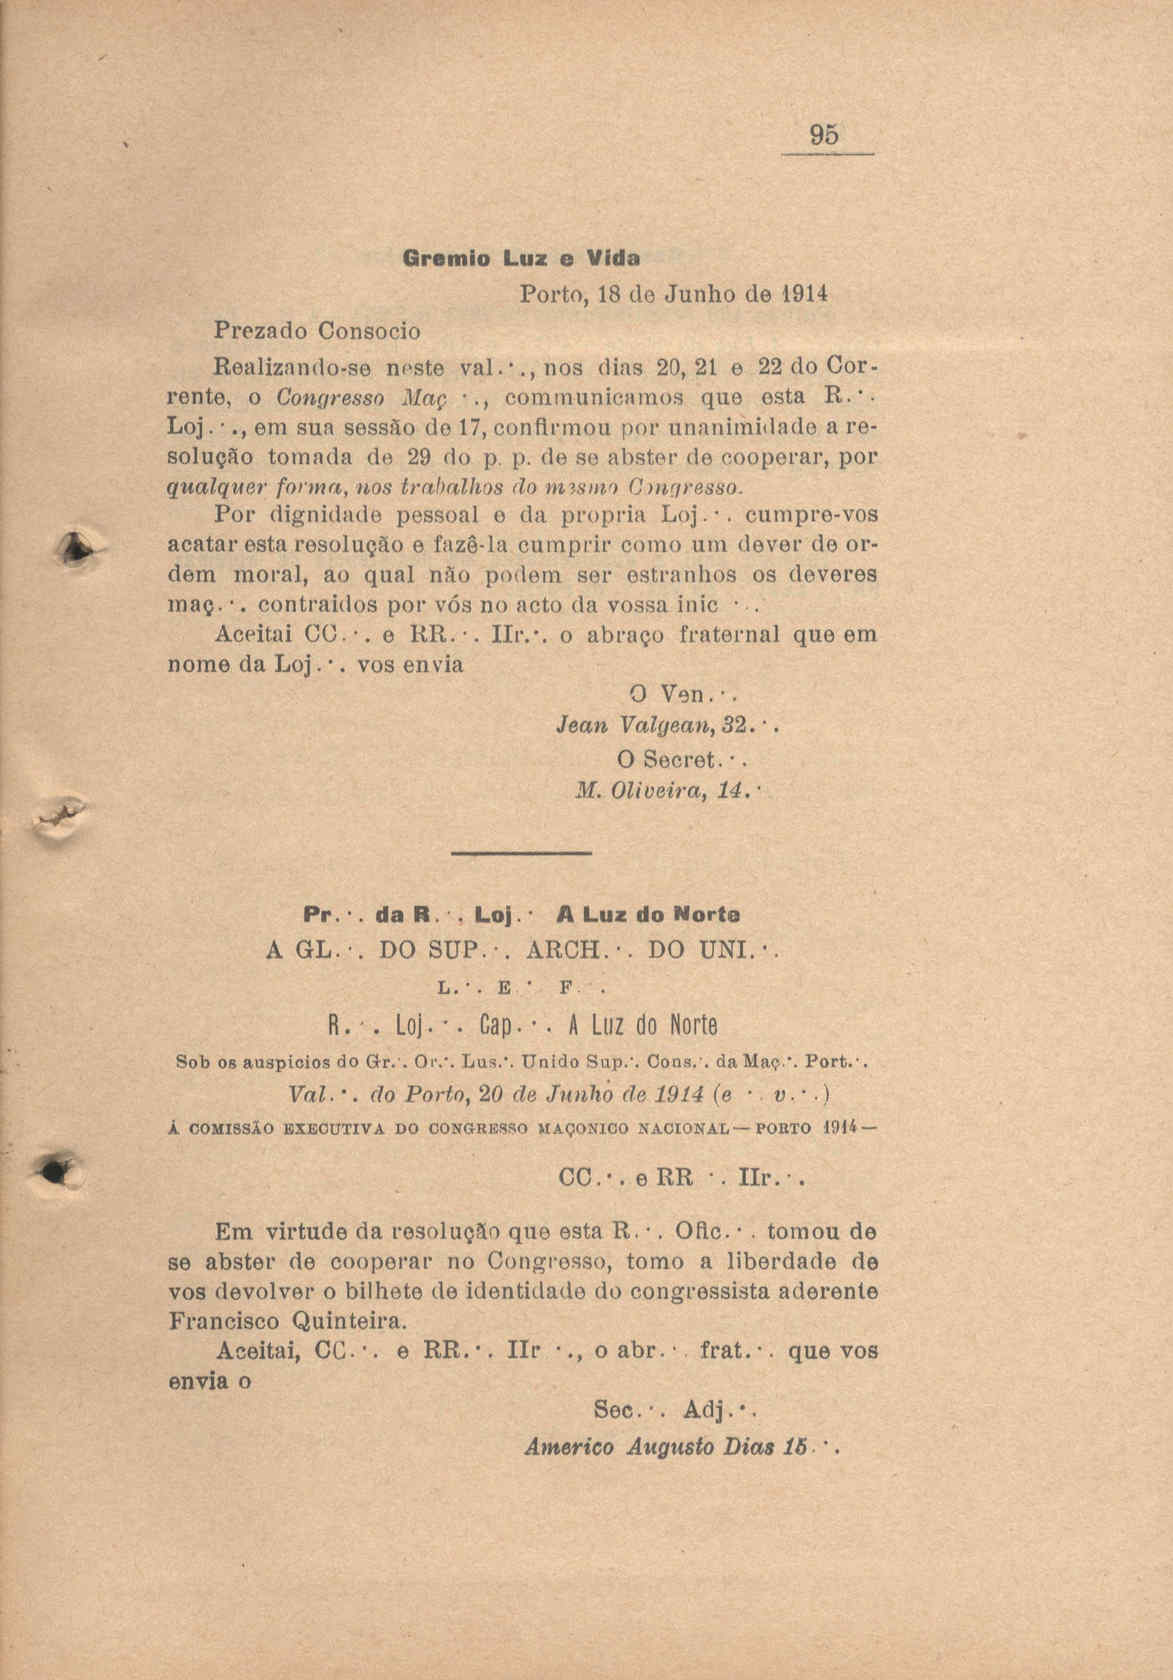 95
Gremio Luz e Vida
Porto, 18 de Junho de 1914
Prezado Consocio
Realizando-se neste val.·., nos dias 20, 21 e 22 do Cor-
rente, o Congresso Maç ·., communicamos que esta R.·.
Loj.·., em sua sessão de 17, confirmou por unanimidade a re-
solução tomada de 29 do p. p. de se abster de cooperar, por
qualquer forma, nos trabalhos do mesmo Congresso.
Por dignidade pessoal e da propria Loj.·. cumpre-vos
acatar esta resolução e fazê-la cumprir como um dever de or-
dem moral, ao qual não podem ser estranhos os deveres
maç.·. contraidos por vós no acto da vossa inic ·.
Aceitai CC.·. e RR.·. IIr.·. o abraço fraternal que em
nome da Loj.·. vos envia
O Ven.·.
Jean Valgean, 32.·.
O Secret.·.
M. Oliveira, 14.·
Pr.·. da R.·. Loj.· A Luz do Norte
A GL.·. DO SUP.·. ARCH.·. DO UNI.·.
L.·. E.· F.·.
R.·. Loj.·. Cap.·. A Luz do Norte
Sob os auspicios do Gr.·. Or.·. Lus.·. Unido Sup.·. Cons.·. da Maç.·. Port.·.
Val.·. do Porto, 20 de Junho de 1914 (e ·. v.·.)
Á COMISSÃO EXECUTIVA DO CONGRESSO MAÇONICO NACIONAL—PORTO 1914—
CC.·. e RR ·. IIr.·.
Em virtude da resolução que esta R.·. Ofic.·. tomou de
se abster de cooperar no Congresso, tomo a liberdade de
vos devolver o bilhete de identidade do congressista aderente
Francisco Quinteira.
Aceitai, CC.·. e RR.·. IIr ·., o abr.·. frat.·. que vos
envia o
Sec.·. Adj.·.
Americo Augusto Dias 15.·.